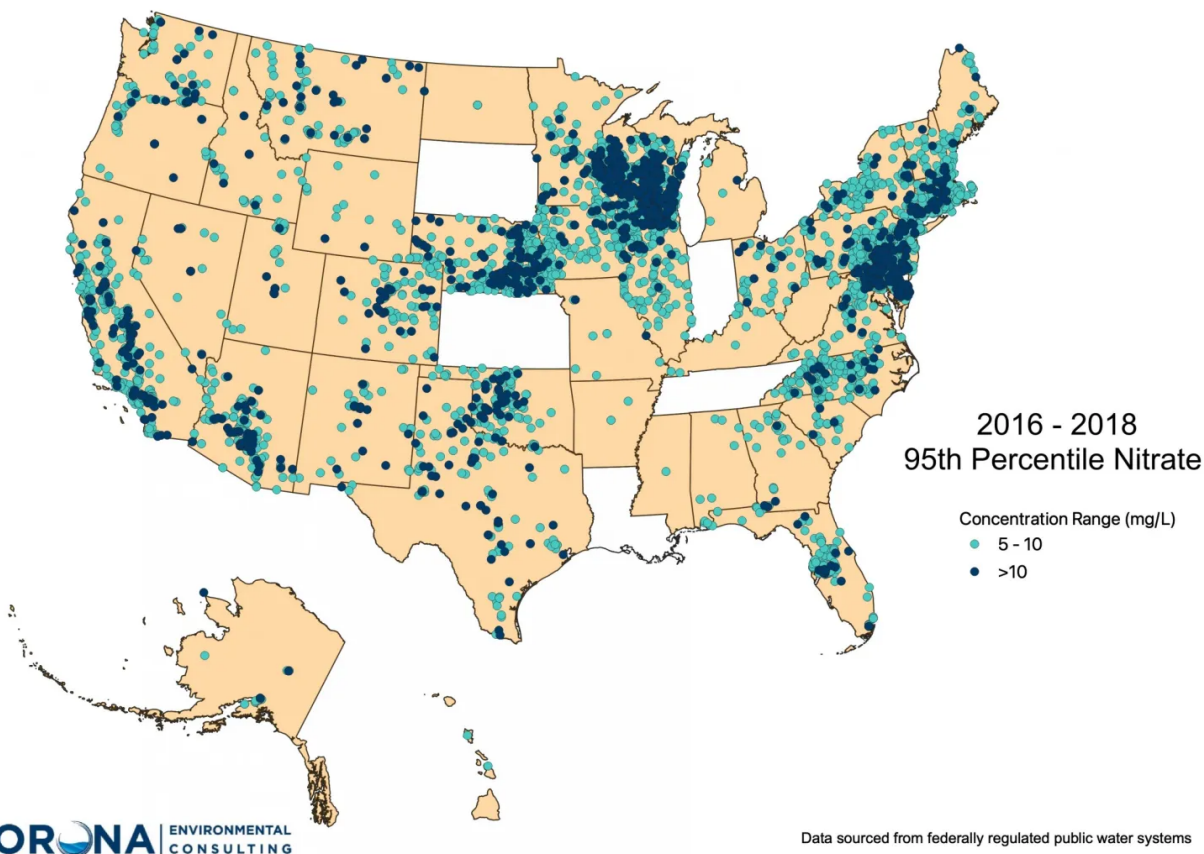 2016 - 2018
95th Percentile Nitrate
Concentration Range (mg/L)
5 - 10
>10
ORONA
ENVIRONMENTAL
CONSULTING
Data sourced from federally regulated public water systems